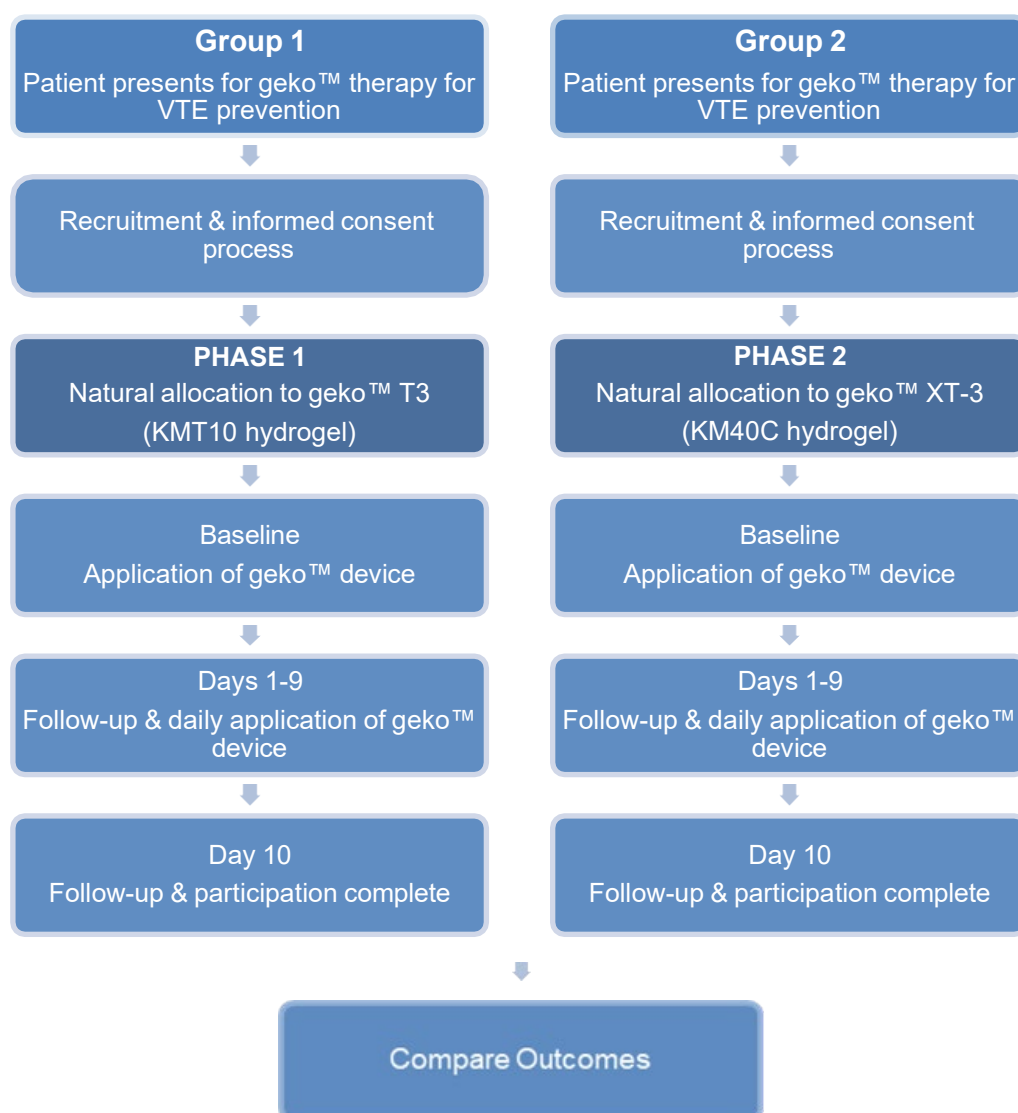 Group 1
Patient presents for geko™ therapy for
VTE prevention
Recruitment & informed consent
process
PHASE 1
Natural allocation to geko™ T3
(KMT10 hydrogel)
Baseline
Application of geko™ device
Days 1-9
Follow-up & daily application of geko™
device
Day 10
Follow-up & participation complete
Group 2
Patient presents for geko™ therapy for
VTE prevention
Recruitment & informed consent
process
PHASE 2
Natural allocation to geko™ XT-3
(KM40C hydrogel)
Baseline
Application of geko™ device
Days 1-9
Follow-up & daily application of geko™
device
Day 10
Follow-up & participation complete
Compare Outcomes